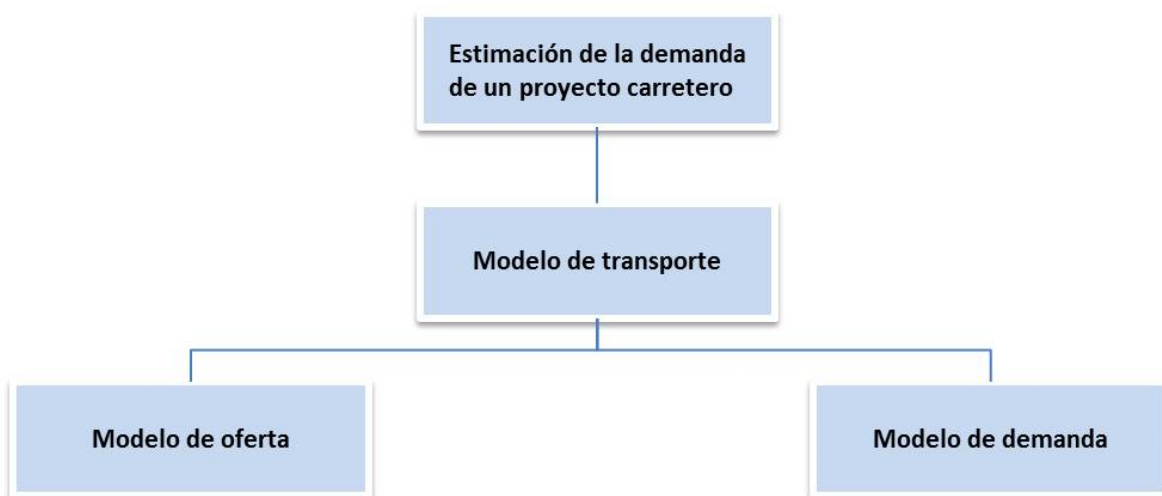 Estimación de la demanda
de un proyecto carretero
Modelo de transporte
Modelo de oferta
Modelo de demanda